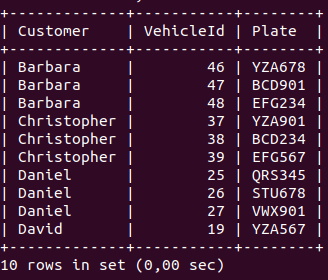 +-------------+-----------+--------+
| Customer    | VehicleId | Plate  |
+-------------+-----------+--------+
| Barbara     |        46 | YZA678 |
| Barbara     |        47 | BCD901 |
| Barbara     |        48 | EFG234 |
| Christopher |        37 | YZA901 |
| Christopher |        38 | BCD234 |
| Christopher |        39 | EFG567 |
| Daniel      |        25 | QRS345 |
| Daniel      |        26 | STU678 |
| Daniel      |        27 | VWX901 |
| David       |        19 | YZA567 |
+-------------+-----------+--------+
10 rows in set (0,00 sec)